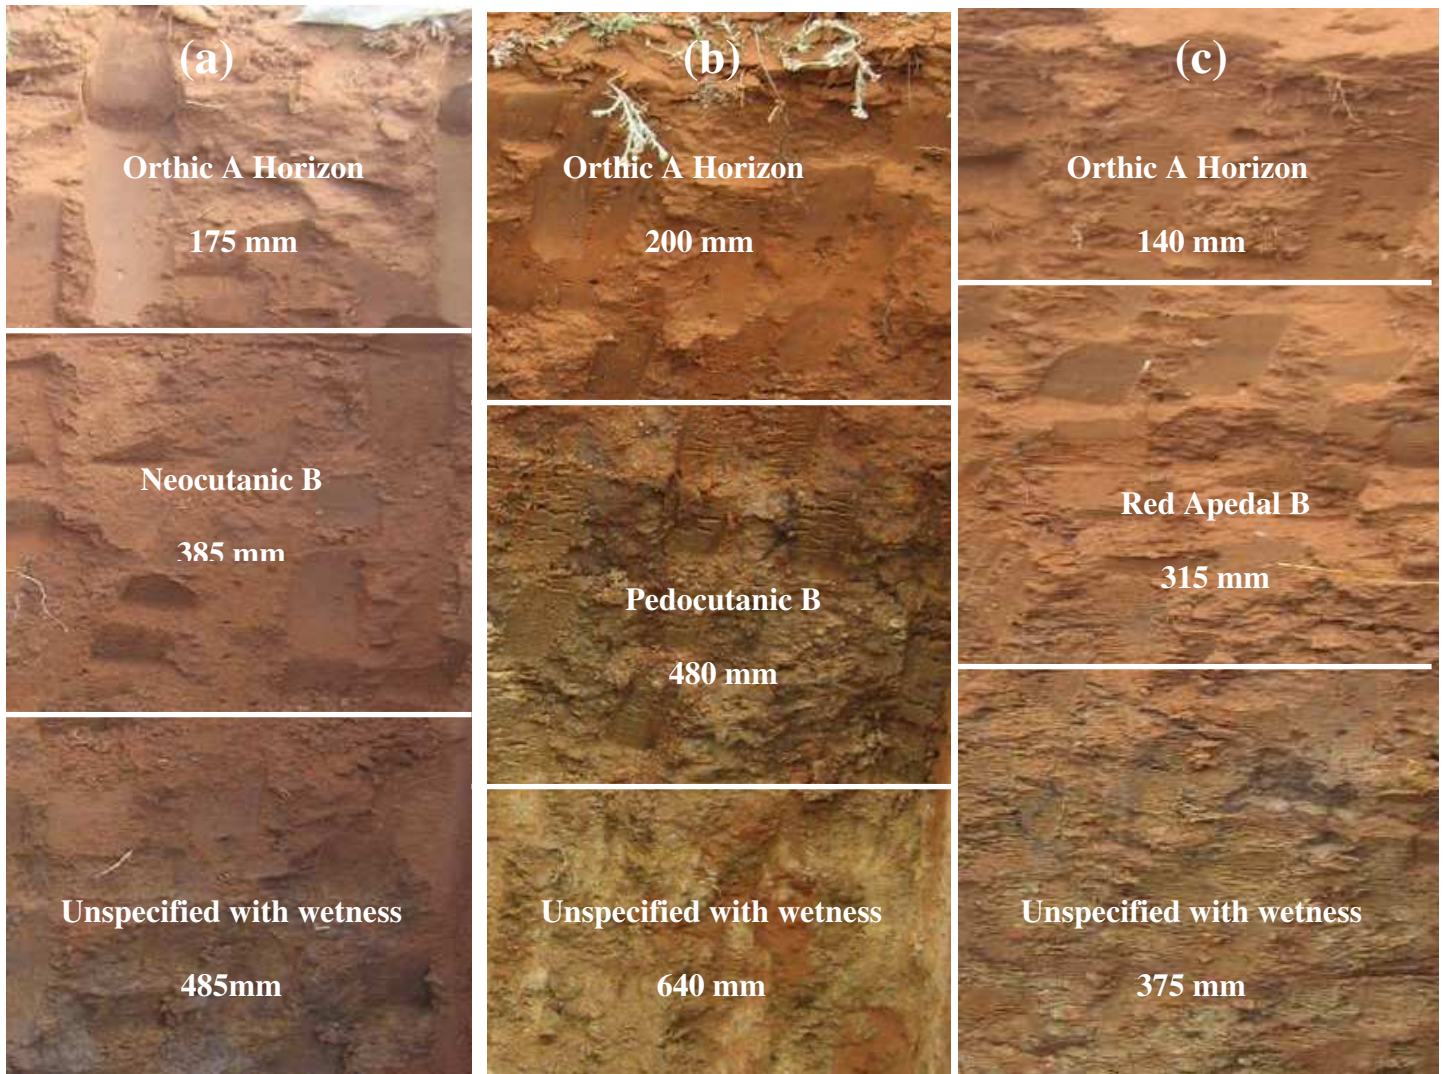 (a)
Orthic A Horizon
175 mm
Neocutanic B
385 mm
Unspecified with wetness
485mm
(b)
Orthic A Horizon
200 mm
Pedocutanic B
480 mm
Unspecified with wetness
640 mm
(c)
Orthic A Horizon
140 mm
Red Apedal B
315 mm
Unspecified with wetness
375 mm